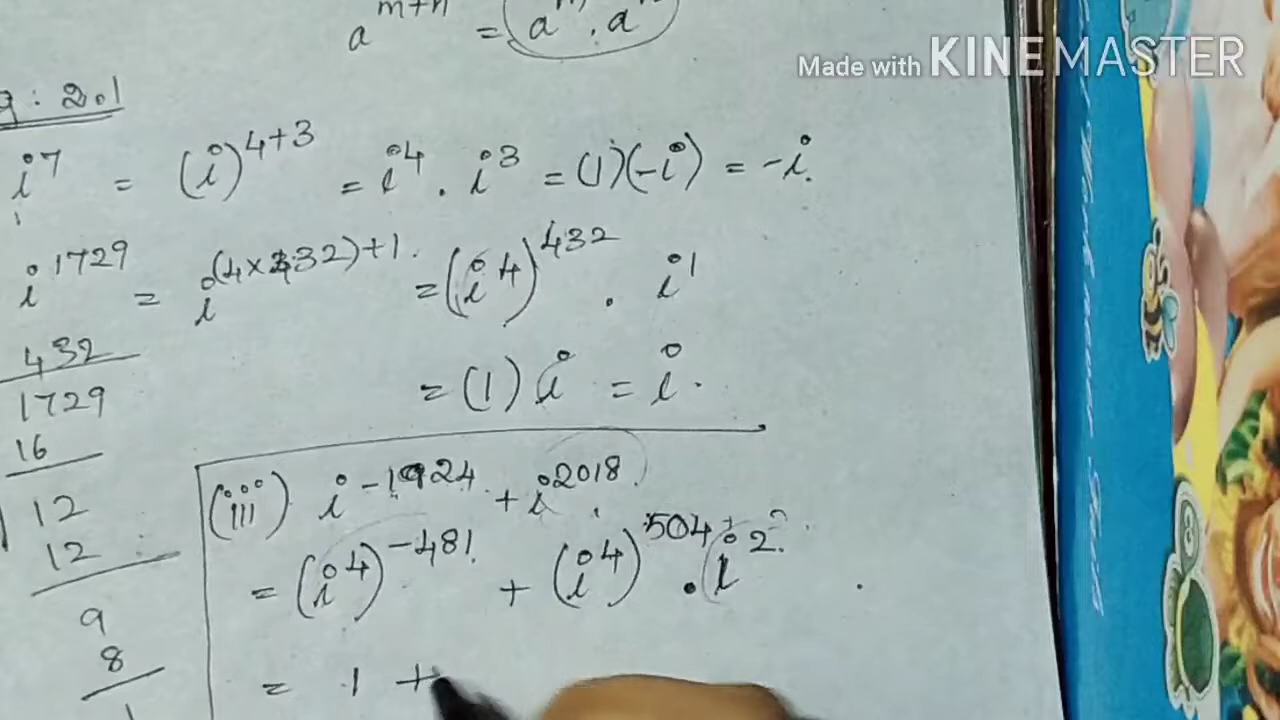 a^{m+n} = a^m . a^n
Made with KINEMASTER
g : 2.1
i^7 = (i)^{4+3} = i^4 . i^3 = (1)(-i) = -i.
i^{1729} = i^{(4×432)+1}. = (i^4)^{432} . i^1
= (1) i = i.
432
1729
16
12
12
9
8
1
(iii) i^{-1924} + i^{2018}.
= (i^4)^{-481} + (i^4)^{504} . i^2
= 1 +